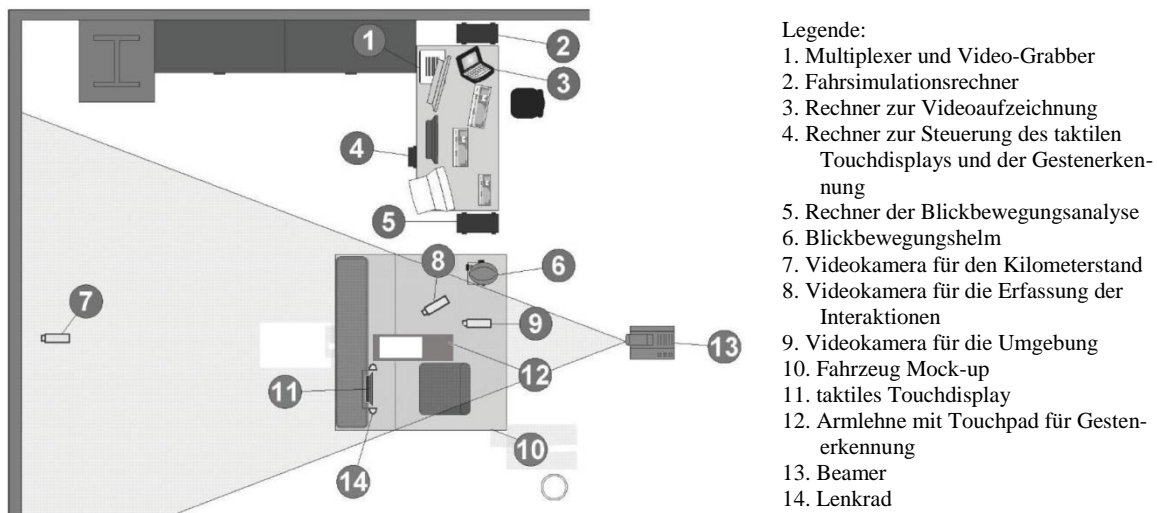 1
2
3
4
5
6
7
8
9
10
11
12
13
14
Legende:
1. Multiplexer und Video-Grabber
2. Fahrsimulationsrechner
3. Rechner zur Videoaufzeichnung
4. Rechner zur Steuerung des taktilen
Touchdisplays und der Gestenerken-
nung
5. Rechner der Blickbewegungsanalyse
6. Blickbewegungshelm
7. Videokamera für den Kilometerstand
8. Videokamera für die Erfassung der
Interaktionen
9. Videokamera für die Umgebung
10. Fahrzeug Mock-up
11. taktiles Touchdisplay
12. Armlehne mit Touchpad für Gesten-
erkennung
13. Beamer
14. Lenkrad